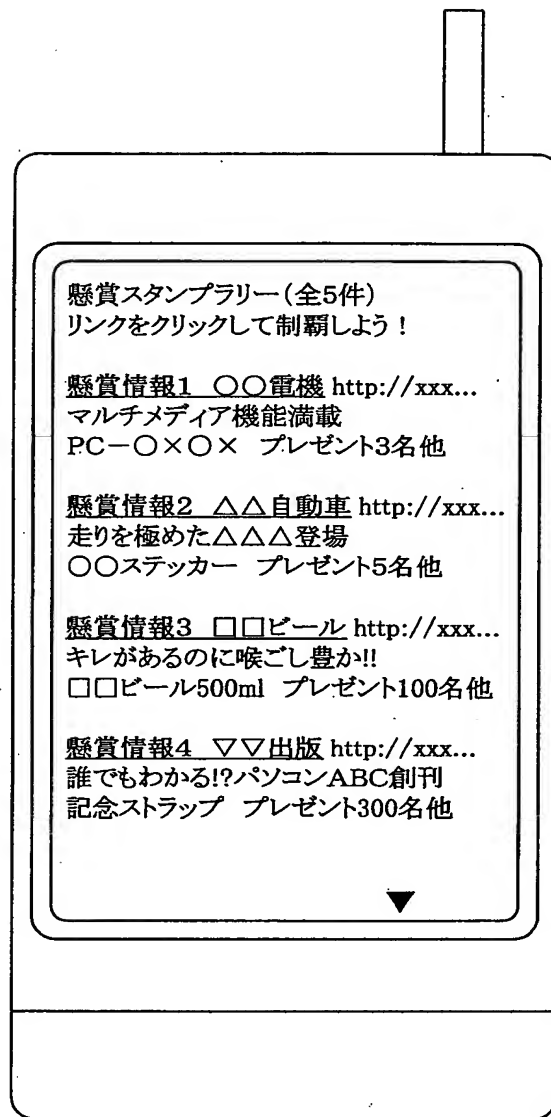 懸賞スタンプラリー(全5件)
リンクをクリックして制覇しよう!
懸賞情報1 ○○電機 http://xxx...
マルチメディア機能満載
PC-○×○× プレゼント3名他
懸賞情報2 △△自動車 http://xxx...
走りを極めた△△△登場
○○ステッカー プレゼント5名他
懸賞情報3 □□ビール http://xxx...
キレがあるのに喉ごし豊か!!
□□ビール500ml プレゼント100名他
懸賞情報4 ▽▽出版 http://xxx...
誰でもわかる!?パソコンABC創刊
記念ストラップ プレゼント300名他
▼